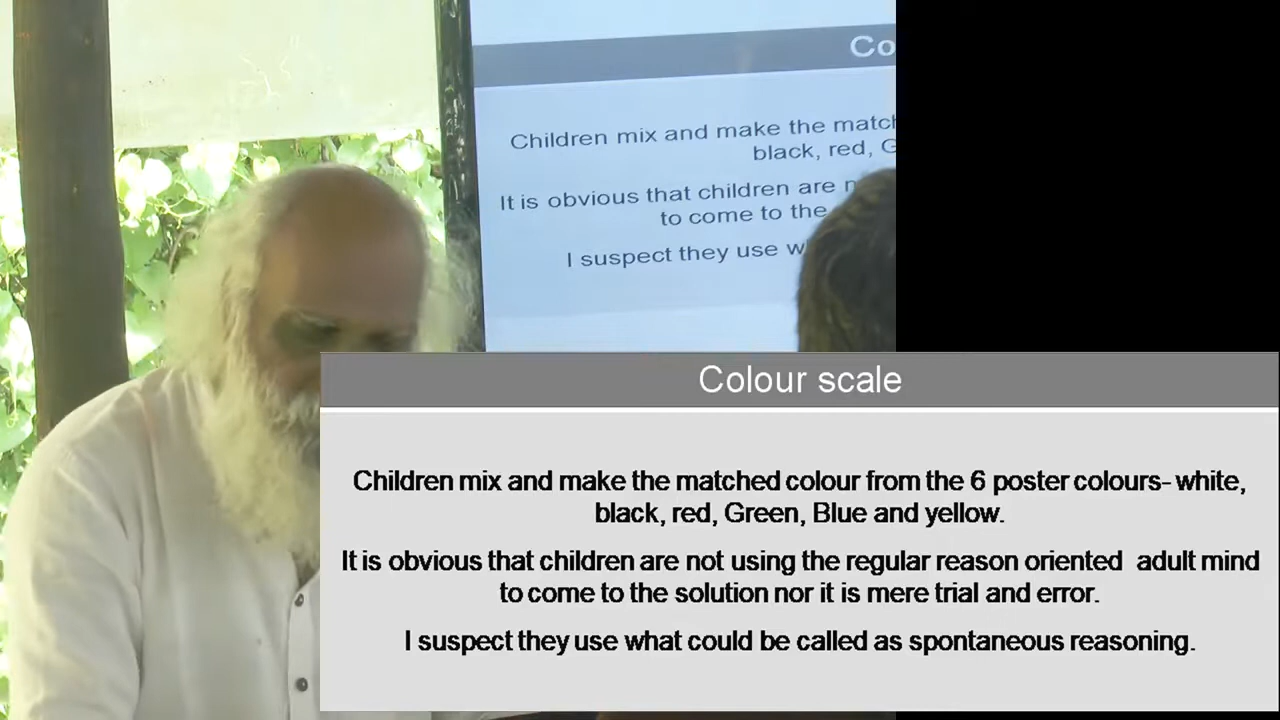 Co
Children mix and make the match
black, red, G
It is obvious that children are n
to come to the
I suspect they use w
Colour scale
Children mix and make the matched colour from the 6 poster colours- white,
black, red, Green, Blue and yellow.
It is obvious that children are not using the regular reason oriented adult mind
to come to the solution nor it is mere trial and error.
I suspect they use what could be called as spontaneous reasoning.